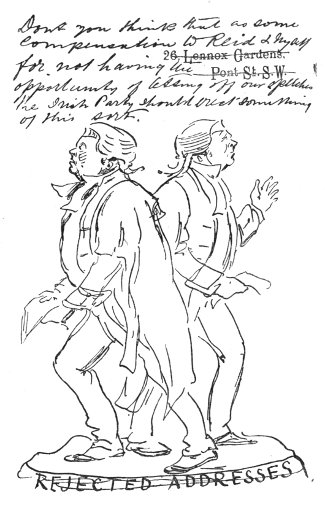 Don't you think that as some
compensation to Reid & myself
26, Lennox Gardens.
for not having the
Pont St. S.W.
opportunity of letting off our speeches
the Irish Party should erect something
of this sort.
REJECTED ADDRESSES